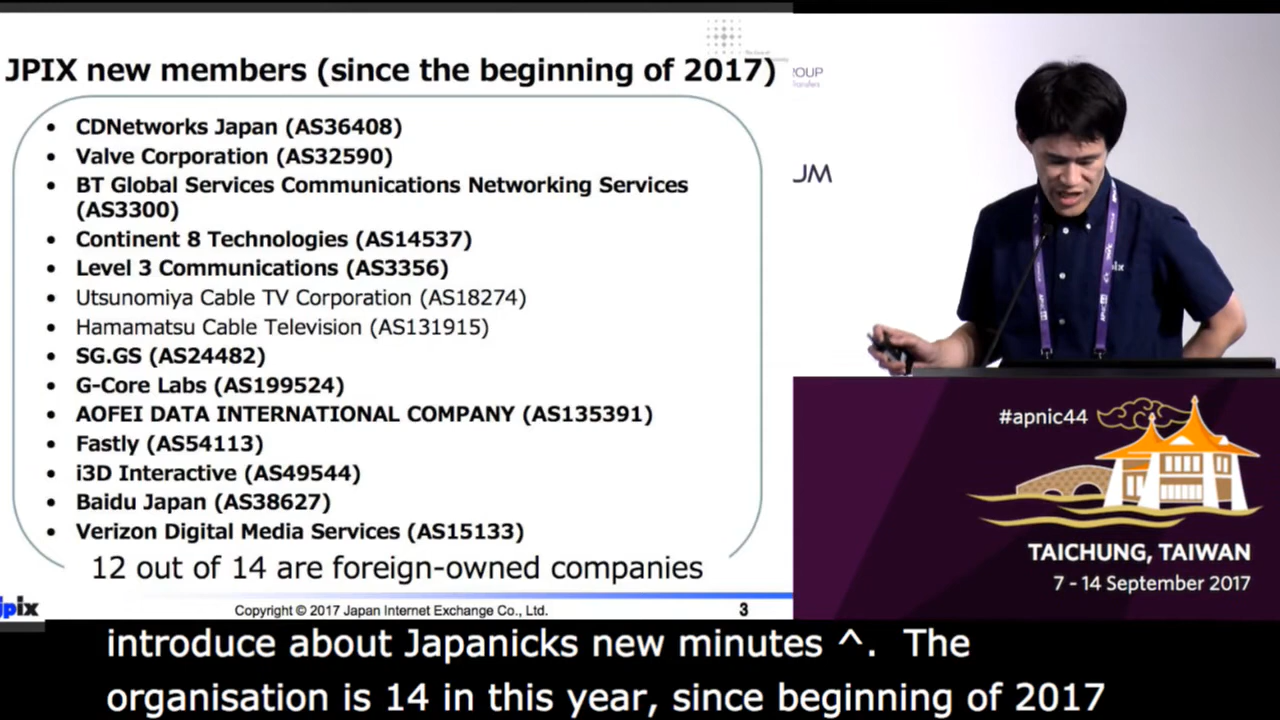 JPIX new members (since the beginning of 2017)
• CDNetworks Japan (AS36408)
• Valve Corporation (AS32590)
• BT Global Services Communications Networking Services
(AS3300)
• Continent 8 Technologies (AS14537)
• Level 3 Communications (AS3356)
• Utsunomiya Cable TV Corporation (AS18274)
• Hamamatsu Cable Television (AS131915)
• SG.GS (AS24482)
• G-Core Labs (AS199524)
• AOFEI DATA INTERNATIONAL COMPANY (AS135391)
• Fastly (AS54113)
• i3D Interactive (AS49544)
• Baidu Japan (AS38627)
• Verizon Digital Media Services (AS15133)
12 out of 14 are foreign-owned companies
jpix
Copyright © 2017 Japan Internet Exchange Co., Ltd.
3
OUP
UM
#apnic44
TAICHUNG, TAIWAN
7 - 14 September 2017
introduce about Japanicks new minutes ^. The
organisation is 14 in this year, since beginning of 2017